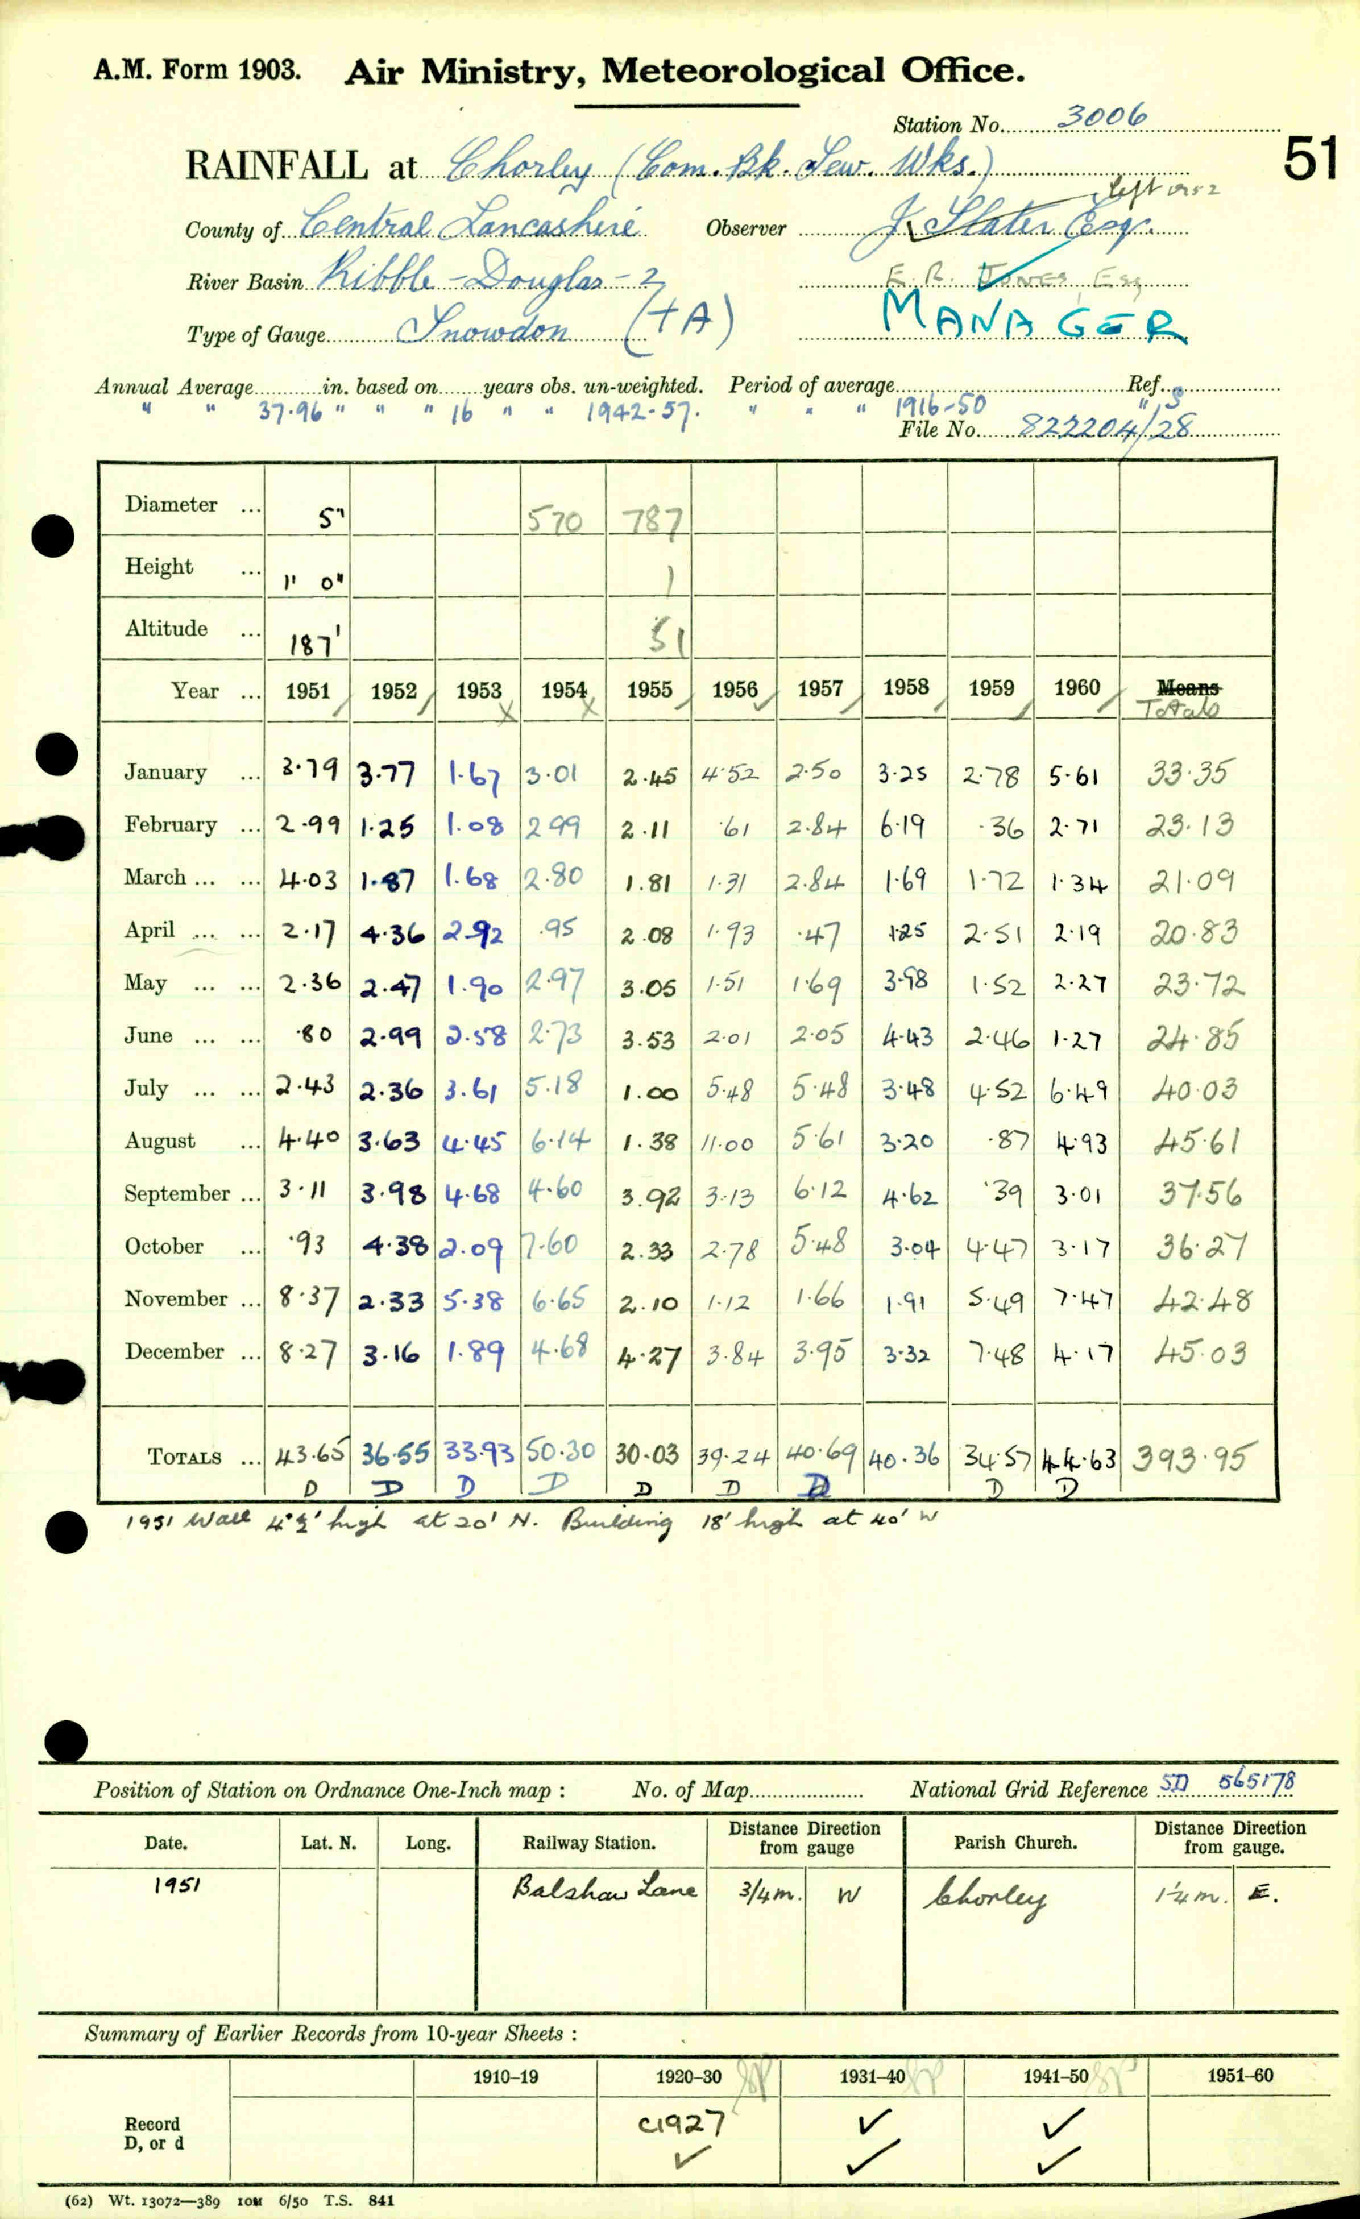 A.M. Form 1903. Air Ministry, Meteorological Office.
Station No. 3006
51
RAINFALL at Chorley (Com. Bk. Sew. Wks.)
left 1952
County of Central Lancashire Observer J. Slater Esq.
River Basin Ribble - Douglas - 2 E. R. JONES, Esq
Type of Gauge Snowdon (+A) MANAGER
Annual Average in. based on years obs. un-weighted. Period of average Ref. S
" " 37.96 " " " 16 " " 1942-57. " " " 1916-50 "
File No. 822204/28
Diameter ... 5" 570 787
Height ... 1' 0" 1
Altitude ... 187' 51
Year ... 1951 / 1952 / 1953 x 1954 x 1955 / 1956 ✓ 1957 / 1958 / 1959 / 1960 / Means
Totals
January ... 3.79 3.77 1.67 3.01 2.45 4.52 2.50 3.25 2.78 5.61 33.35
February ... 2.99 1.25 1.08 2.99 2.11 .61 2.84 6.19 .36 2.71 23.13
March ... ... 4.03 1.87 1.68 2.80 1.81 1.31 2.84 1.69 1.72 1.34 21.09
April ... ... 2.17 4.36 2.92 .95 2.08 1.93 .47 1.25 2.51 2.19 20.83
May ... ... 2.36 2.47 1.90 2.97 3.05 1.51 1.69 3.98 1.52 2.27 23.72
June ... ... .80 2.99 2.58 2.73 3.53 2.01 2.05 4.43 2.46 1.27 24.85
July ... ... 2.43 2.36 3.61 5.18 1.00 5.48 5.48 3.48 4.52 6.49 40.03
August ... 4.40 3.63 4.45 6.14 1.38 11.00 5.61 3.20 .87 4.93 45.61
September ... 3.11 3.98 4.68 4.60 3.92 3.13 6.12 4.62 .39 3.01 37.56
October ... .93 4.38 2.09 7.60 2.33 2.78 5.48 3.04 4.47 3.17 36.27
November ... 8.37 2.33 5.38 6.65 2.10 1.12 1.66 1.91 5.49 7.47 42.48
December ... 8.27 3.16 1.89 4.68 4.27 3.84 3.95 3.32 7.48 4.17 45.03
TOTALS ... 43.65 36.55 33.93 50.30 30.03 39.24 40.69 40.36 34.57 44.63 393.95
D D D D D D D D D
1951 Wall 4'½' high at 20' N. Building 18' high at 40' W
Position of Station on Ordnance One-Inch map : No. of Map National Grid Reference SD 565178
Date. Lat. N. Long. Railway Station. Distance from Direction gauge Parish Church. Distance from Direction gauge.
1951 Balshaw Lane 3/4m. W Chorley 1¼m. E.
Summary of Earlier Records from 10-year Sheets :
1910–19 1920–30 1931–40 1941–50 1951–60
Record c1927 ✓ ✓
D, or d ✓ ✓ ✓
(62) Wt. 13072—389 10M 6/50 T.S. 841